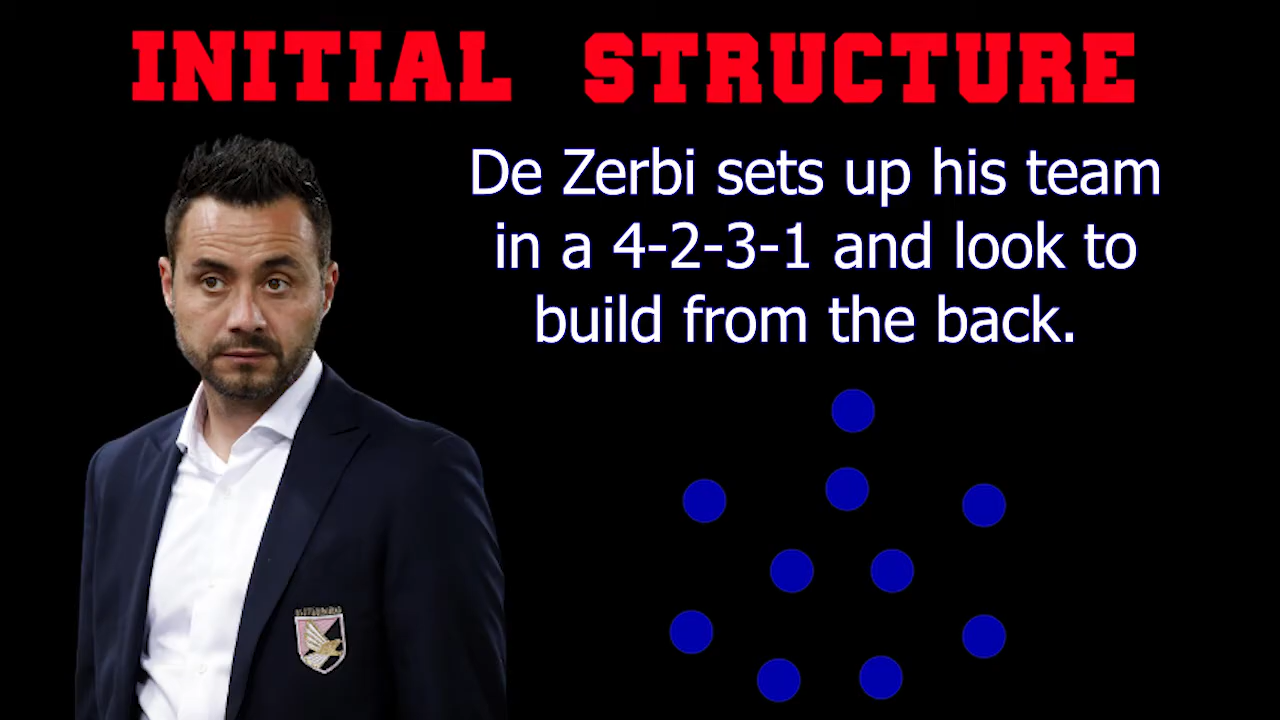 INITIAL STRUCTURE
De Zerbi sets up his team
in a 4-2-3-1 and look to
build from the back.